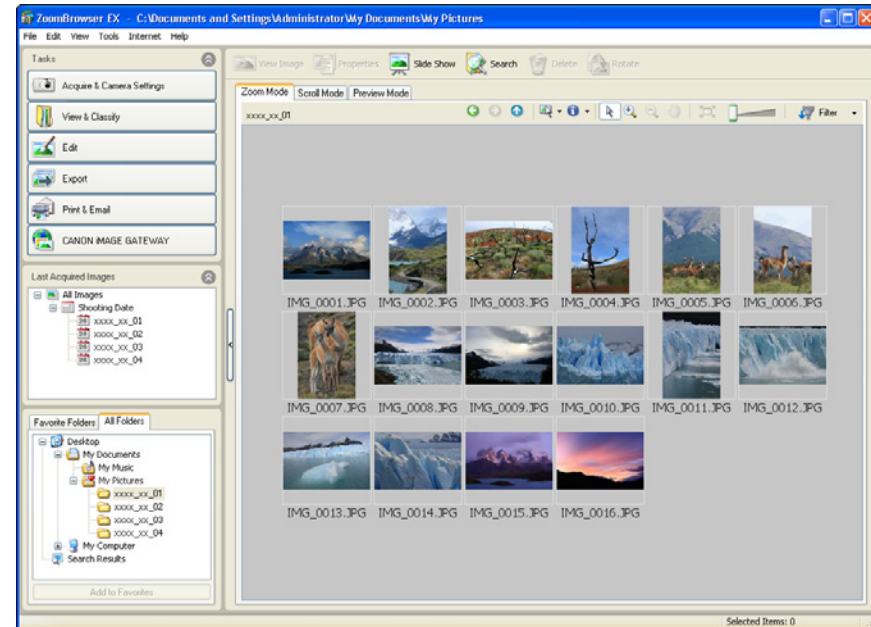 ZoomBrowser EX - C:\Documents and Settings\Administrator\My Documents\My Pictures
File Edit View Tools Internet Help
Tasks
Acquire & Camera Settings
View & Classify
Edit
Export
Print & Email
CANON iMAGE GATEWAY
Last Acquired Images
All Images
Shooting Date
xxxx_xx_01
xxxx_xx_02
xxxx_xx_03
xxxx_xx_04
Favorite Folders All Folders
Desktop
My Documents
My Music
My Pictures
xxxx_xx_01
xxxx_xx_02
xxxx_xx_03
xxxx_xx_04
My Computer
Search Results
Add to Favorites
View Image Properties Slide Show Search Delete Rotate
Zoom Mode Scroll Mode Preview Mode
xxxx_xx_01 Filter
IMG_0001.JPG IMG_0002.JPG IMG_0003.JPG IMG_0004.JPG IMG_0005.JPG IMG_0006.JPG
IMG_0007.JPG IMG_0008.JPG IMG_0009.JPG IMG_0010.JPG IMG_0011.JPG IMG_0012.JPG
IMG_0013.JPG IMG_0014.JPG IMG_0015.JPG IMG_0016.JPG
Selected Items: 0